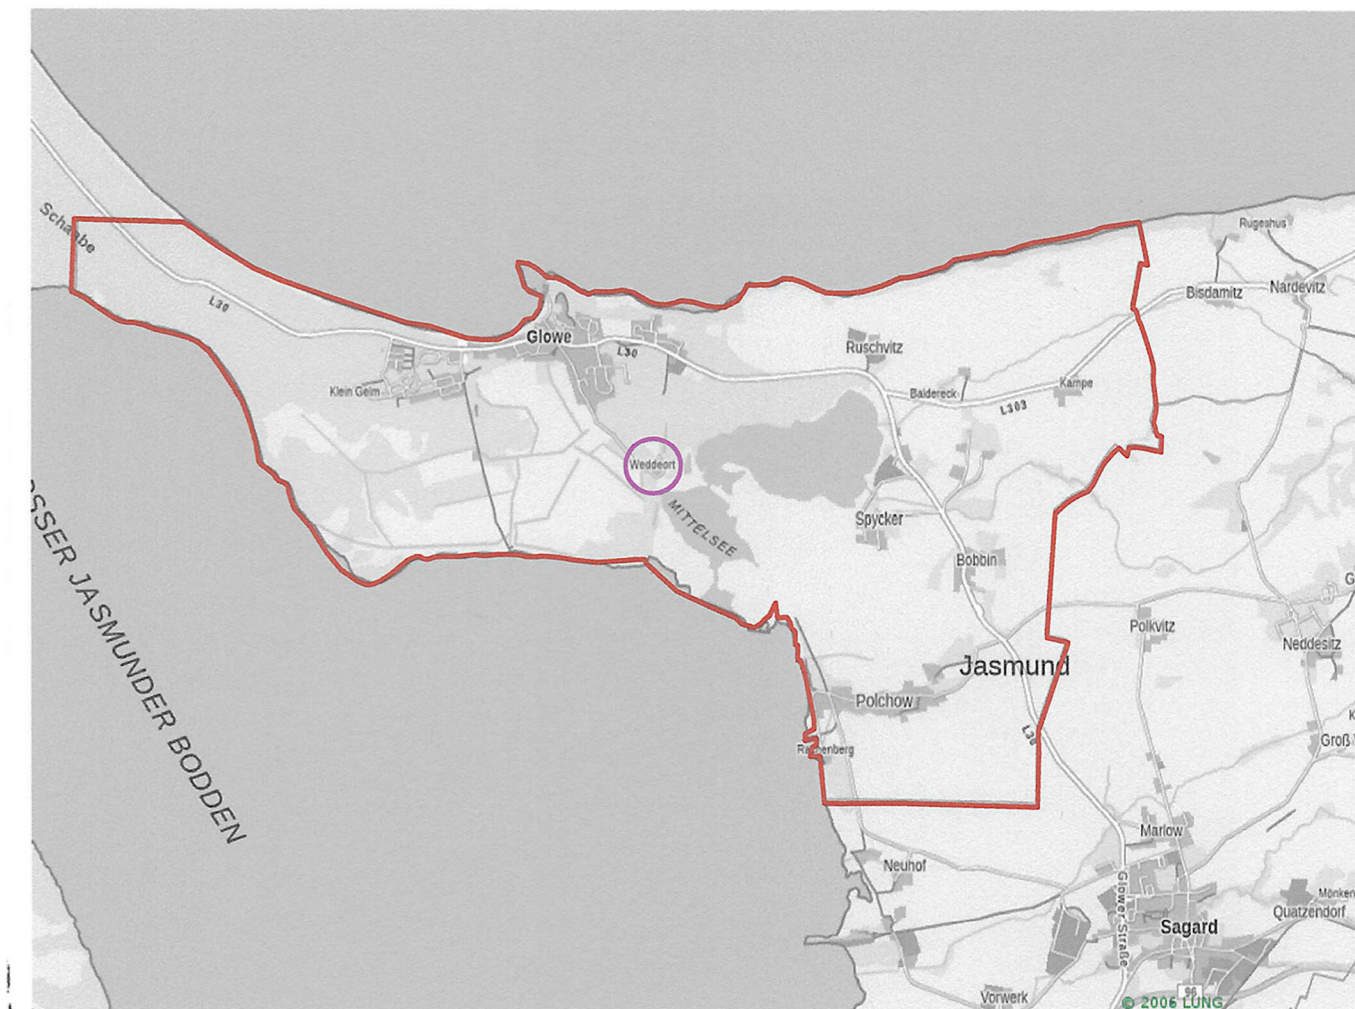 Schaabe
Rugeshus
Nardevitz
Bisdamitz
L30
Glowe
L30
Ruschvitz
Klein Gelm
Baldereck
Kampe
L303
Weddeort
MITTELSEE
Spycker
Bobbin
SSER JASMUNDER BODDEN
Polkvitz
Neddesitz
Jasmund
Polchow
L30
Groß
Marlow
Neuhof
Glower Straße
Mönken
Quatzendorf
Sagard
Vorwerk
96
© 2006 LUNG